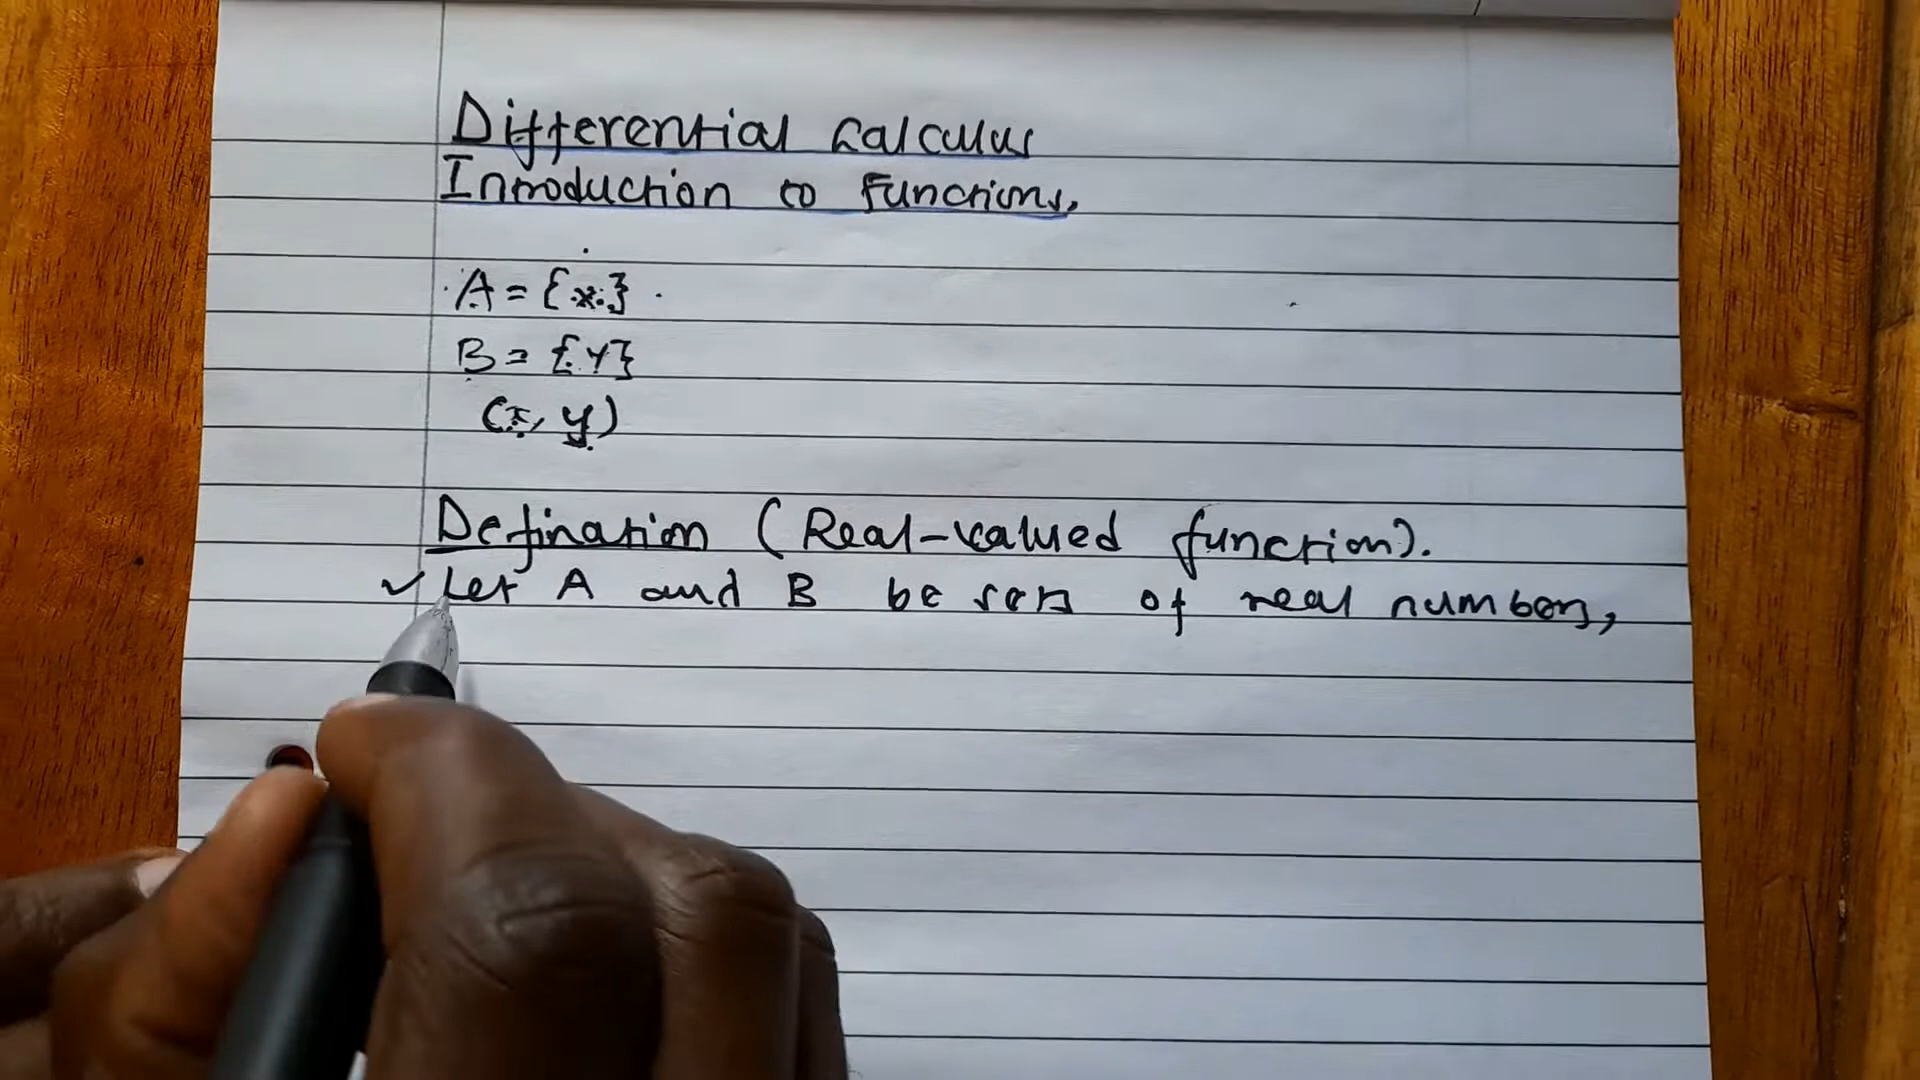 Differential Calculus
Introduction to Functions.
A = {x}
B = {Y}
(x, y)
Defination (Real-valued function).
✓ Let A and B be sets of real numbers,